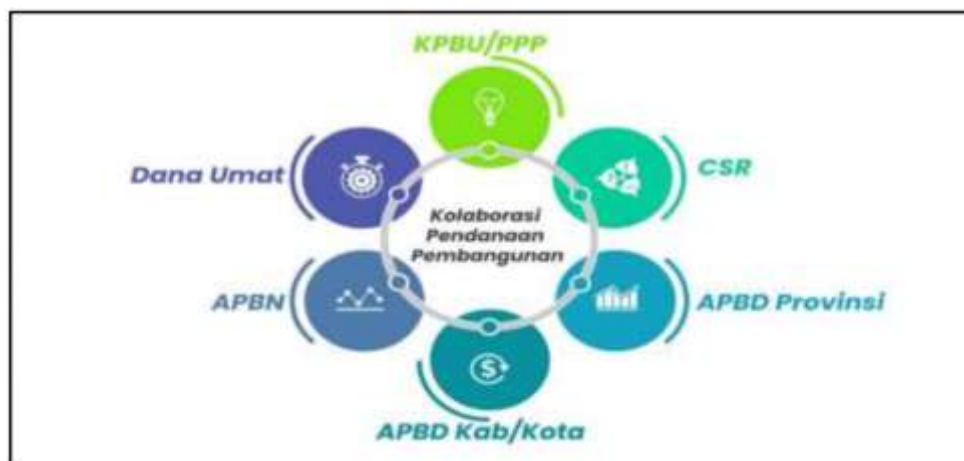 KPBU/PPP
Dana Umat
CSR
Kolaborasi
Pendanaan
Pembangunan
APBN
APBD Provinsi
APBD Kab/Kota